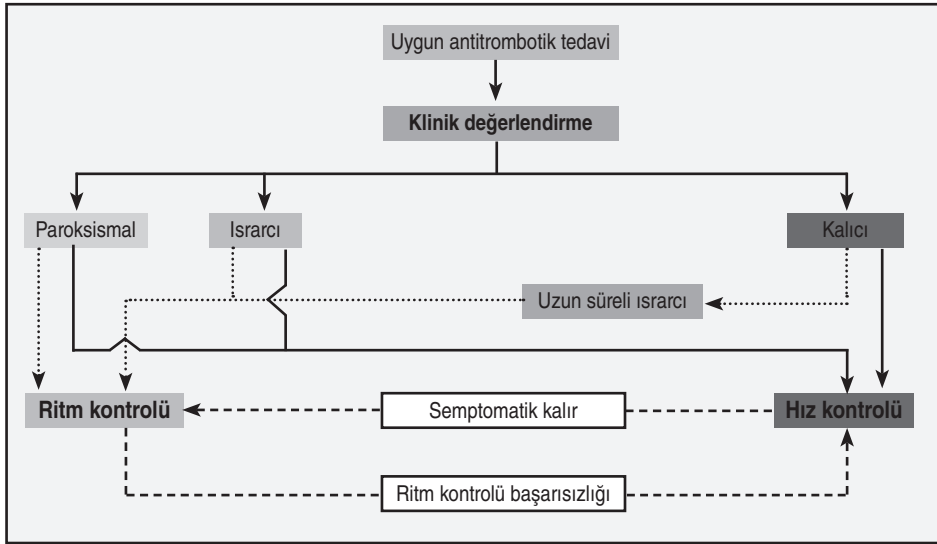 Uygun antitrombotik tedavi
Klinik değerlendirme
Paroksismal
Israrcı
Kalıcı
Uzun süreli ısrarcı
Ritm kontrolü
Semptomatik kalır
Hız kontrolü
Ritm kontrolü başarısızlığı